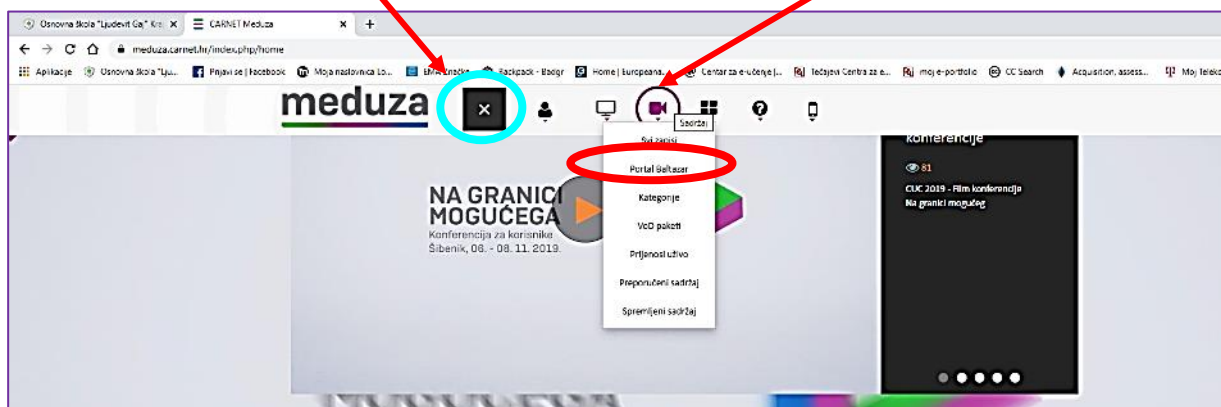 Osnovna škola "Ljudevit Gaj" Kra
CARNET Meduza
meduza.carnet.hr/index.php/home
Aplikacije
Osnovna škola "Lju...
Prijavi se | Facebook
Moja naslovnica Lo...
EMA Značke
Backpack - Badgr
Home | Europeana...
Centar za e-učenje |...
Tečajevi Centra za e...
moj e-portfolio
CC Search
Acquisition, assess...
Moj Teleko
meduza
Sadržaj
Svi zapisi
Portal Baltazar
Kategorije
VoD paketi
Prijenosi uživo
Preporučeni sadržaj
Spremljeni sadržaj
NA GRANICI
MOGUĆEGA
Konferencija za korisnike
Šibenik, 06. - 08. 11. 2019.
konferencije
81
CUC 2019 - Film konferencije
Na granici mogućeg